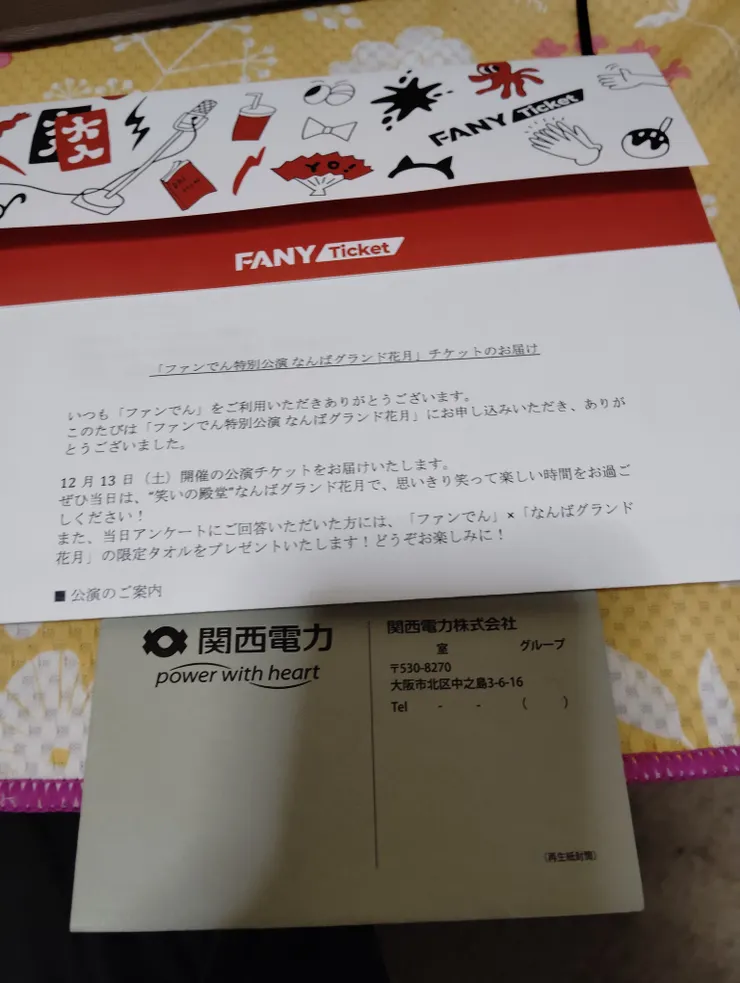 FANY Ticket
YO!!
FANY Ticket
「ファンでん特別公演 なんばグランド花月」チケットのお届け
いつも「ファンでん」をご利用いただきありがとうございます。
このたびは「ファンでん特別公演 なんばグランド花月」にお申し込みいただき、ありが
とうございました。
12 月 13 日（土）開催の公演チケットをお届けいたします。
ぜひ当日は、“笑いの殿堂”なんばグランド花月で、思いきり笑って楽しい時間をお過ご
しください！
また、当日アンケートにご回答いただいた方には、「ファンでん」×「なんばグランド
花月」の限定タオルをプレゼントいたします！どうぞお楽しみに！
■ 公演のご案内
関西電力
power with heart
関西電力株式会社
室 グループ
〒530-8270
大阪市北区中之島3-6-16
Tel - - ( )
（再生紙封筒）